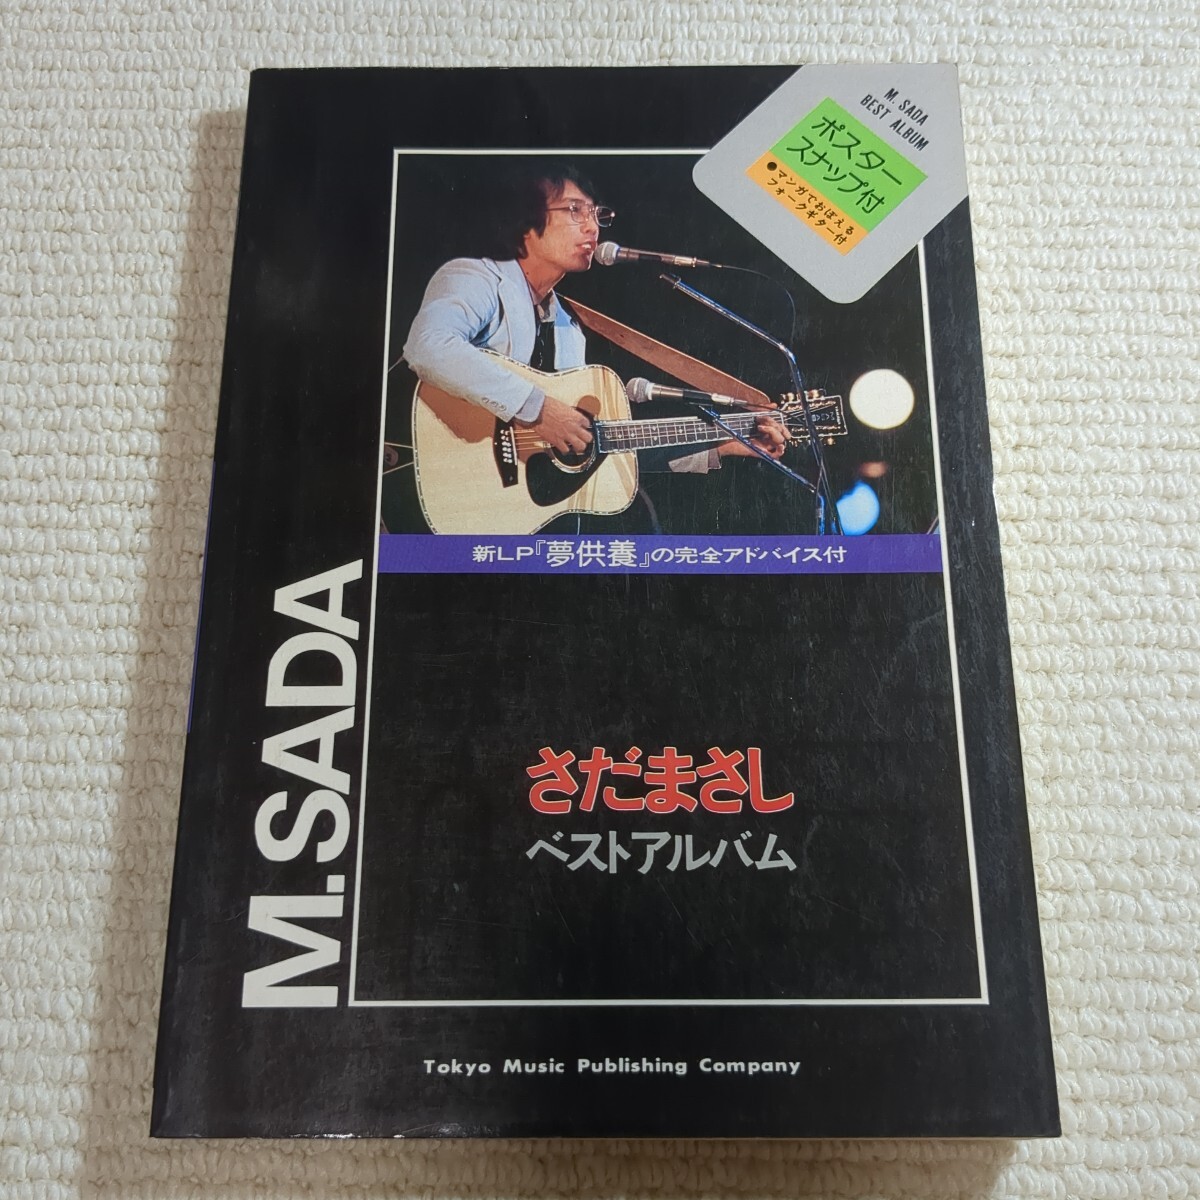 M. SADA
BEST ALBUM
ポスター
スナップ付
●マンガでおぼえる
フォークギター付
新LP『夢供養』の完全アドバイス付
M.SADA
さだまさし
ベストアルバム
Tokyo Music Publishing Company